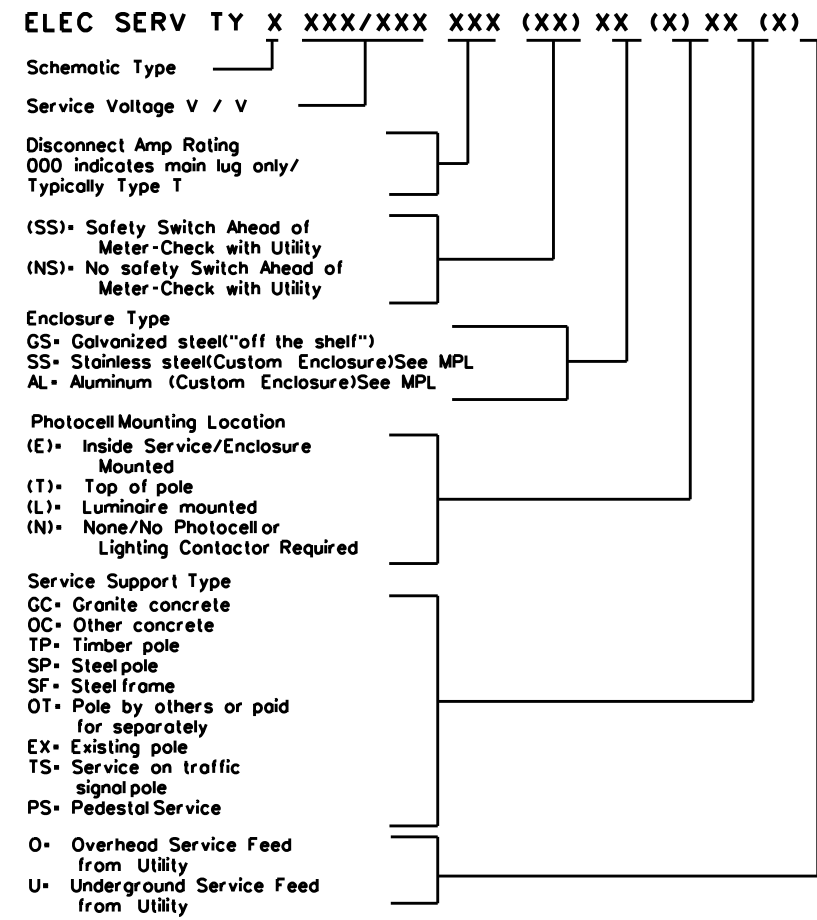 ELEC SERV TY X XXX/XXX XXX (XX) XX (X) XX (X)
Schematic Type
Service Voltage V / V
Disconnect Amp Rating
000 indicates main lug only/
Typically Type T
(SS)= Safety Switch Ahead of
Meter-Check with Utility
(NS)= No safety Switch Ahead of
Meter-Check with Utility
Enclosure Type
GS= Galvanized steel("off the shelf")
SS= Stainless steel(Custom Enclosure)See MPL
AL= Aluminum (Custom Enclosure)See MPL
Photocell Mounting Location
(E)= Inside Service/Enclosure
Mounted
(T)= Top of pole
(L)= Luminaire mounted
(N)= None/No Photocell or
Lighting Contactor Required
Service Support Type
GC= Granite concrete
OC= Other concrete
TP= Timber pole
SP= Steel pole
SF= Steel frame
OT= Pole by others or paid
for separately
EX= Existing pole
TS= Service on traffic
signal pole
PS= Pedestal Service
O= Overhead Service Feed
from Utility
U= Underground Service Feed
from Utility